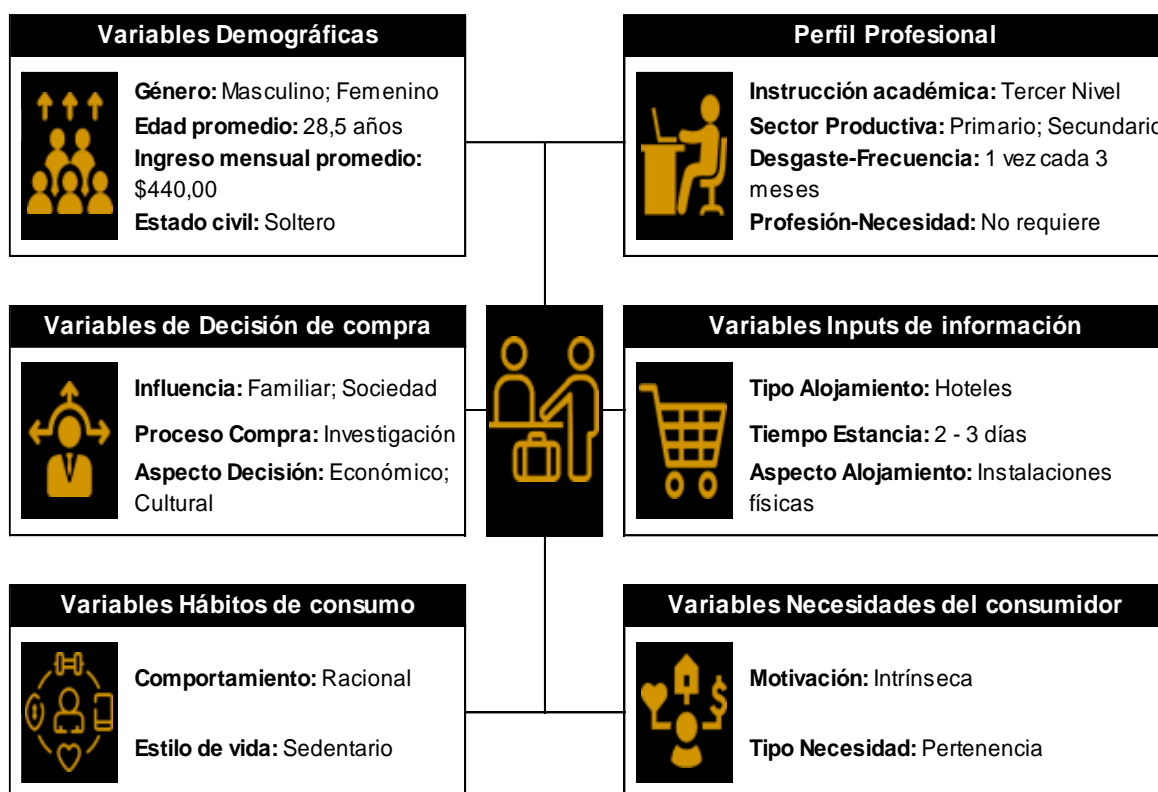 Variables Demográficas
Género: Masculino; Femenino
Edad promedio: 28,5 años
Ingreso mensual promedio:
$440,00
Estado civil: Soltero
Perfil Profesional
Instrucción académica: Tercer Nivel
Sector Productiva: Primario; Secundario
Desgaste-Frecuencia: 1 vez cada 3
meses
Profesión-Necesidad: No requiere
Variables de Decisión de compra
Influencia: Familiar; Sociedad
Proceso Compra: Investigación
Aspecto Decisión: Económico;
Cultural
Variables Inputs de información
Tipo Alojamiento: Hoteles
Tiempo Estancia: 2 - 3 días
Aspecto Alojamiento: Instalaciones
físicas
Variables Hábitos de consumo
Comportamiento: Racional
Estilo de vida: Sedentario
Variables Necesidades del consumidor
Motivación: Intrínseca
Tipo Necesidad: Pertenencia